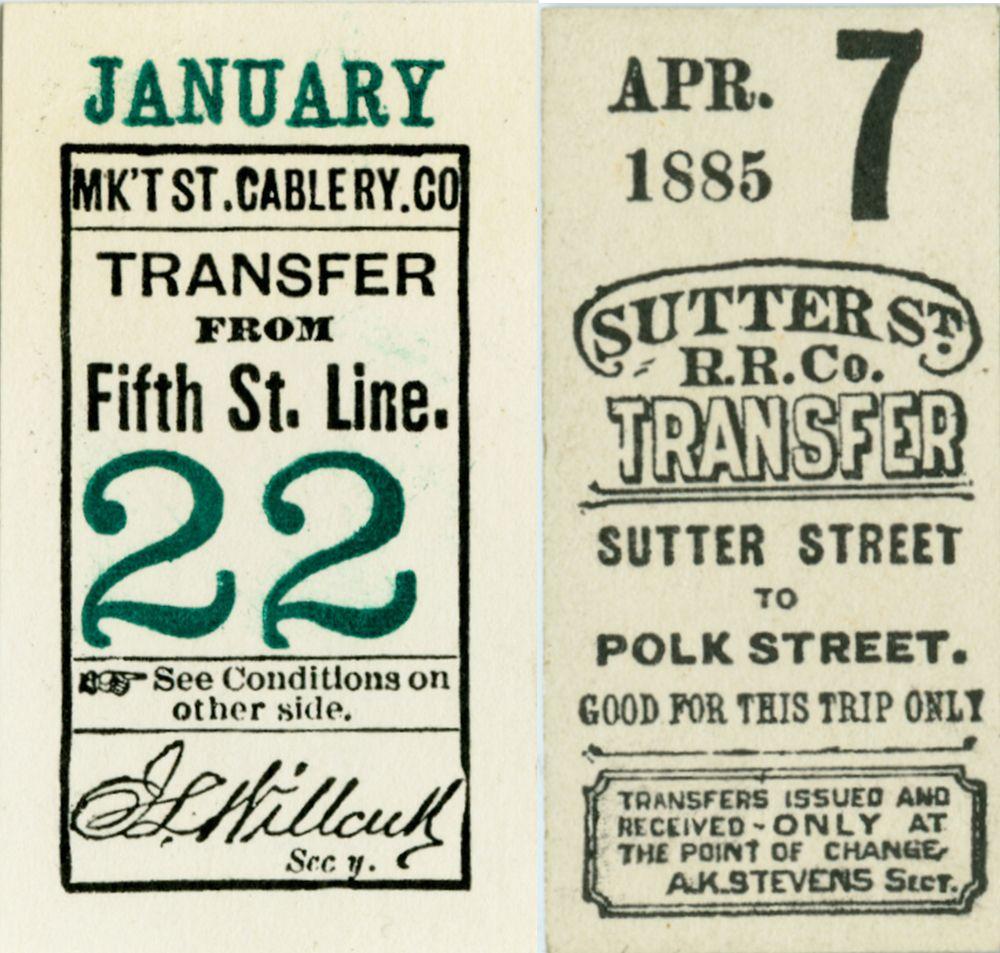 JANUARY
MK'T ST. CABLE RY. CO
TRANSFER
FROM
Fifth St. Line.
22
See Conditions on
other side.
J L Willcutt
Sec'y.
APR. 7
1885
SUTTER ST.
R.R.Co.
TRANSFER
SUTTER STREET
TO
POLK STREET.
GOOD FOR THIS TRIP ONLY
TRANSFERS ISSUED AND
RECEIVED - ONLY AT
THE POINT OF CHANGE,
A.K.STEVENS SECT.